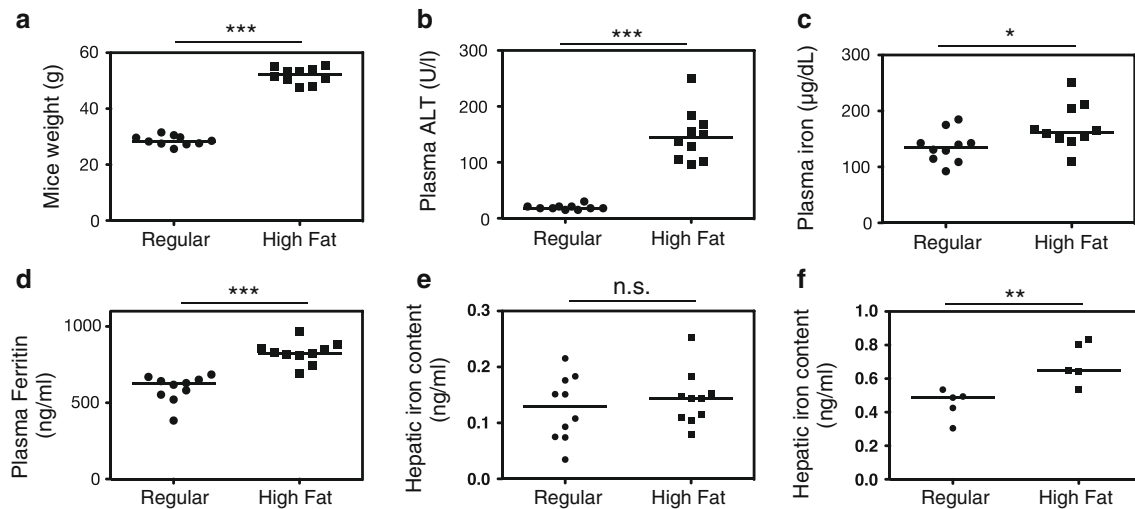 a
***
Mice weight (g)
60
40
20
0
Regular
High Fat
b
***
Plasma ALT (U/l)
300
200
100
0
Regular
High Fat
c
*
Plasma iron (µg/dL)
300
200
100
0
Regular
High Fat
d
***
Plasma Ferritin
(ng/ml)
1000
500
0
Regular
High Fat
e
n.s.
Hepatic iron content
(ng/ml)
0.3
0.2
0.1
0.0
Regular
High Fat
f
**
Hepatic iron content
(ng/ml)
1.0
0.8
0.6
0.4
0.2
0.0
Regular
High Fat